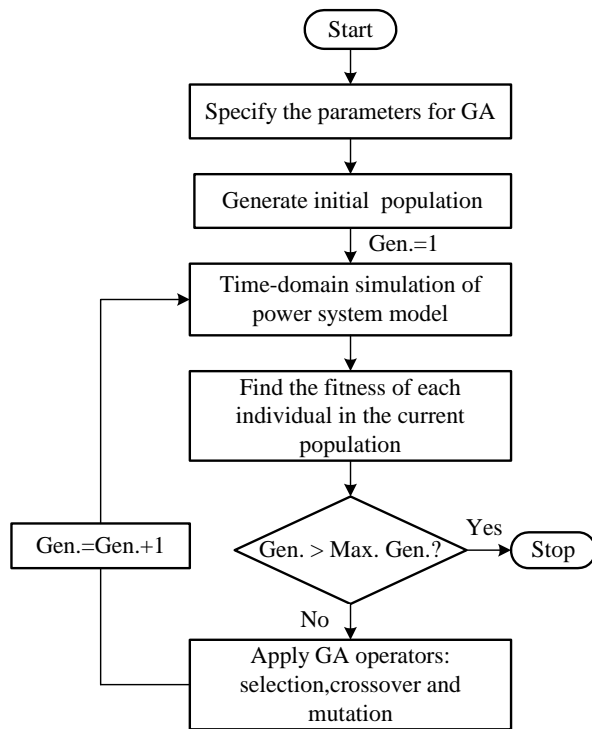 Start
Specify the parameters for GA
Generate initial population
Gen.=1
Time-domain simulation of
power system model
Find the fitness of each
individual in the current
population
Gen. > Max. Gen.?
Yes
Stop
No
Gen.=Gen.+1
Apply GA operators:
selection,crossover and
mutation